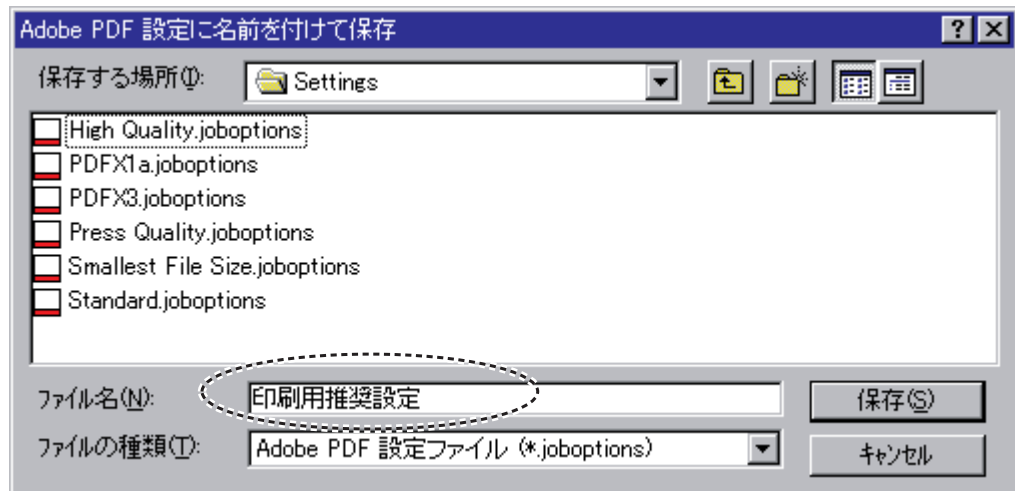 Adobe PDF 設定に名前を付けて保存
保存する場所(I):
Settings
High Quality.joboptions
PDFX1a.joboptions
PDFX3.joboptions
Press Quality.joboptions
Smallest File Size.joboptions
Standard.joboptions
ファイル名(N): 印刷用推奨設定 保存(S)
ファイルの種類(T): Adobe PDF 設定ファイル (*.joboptions) キャンセル